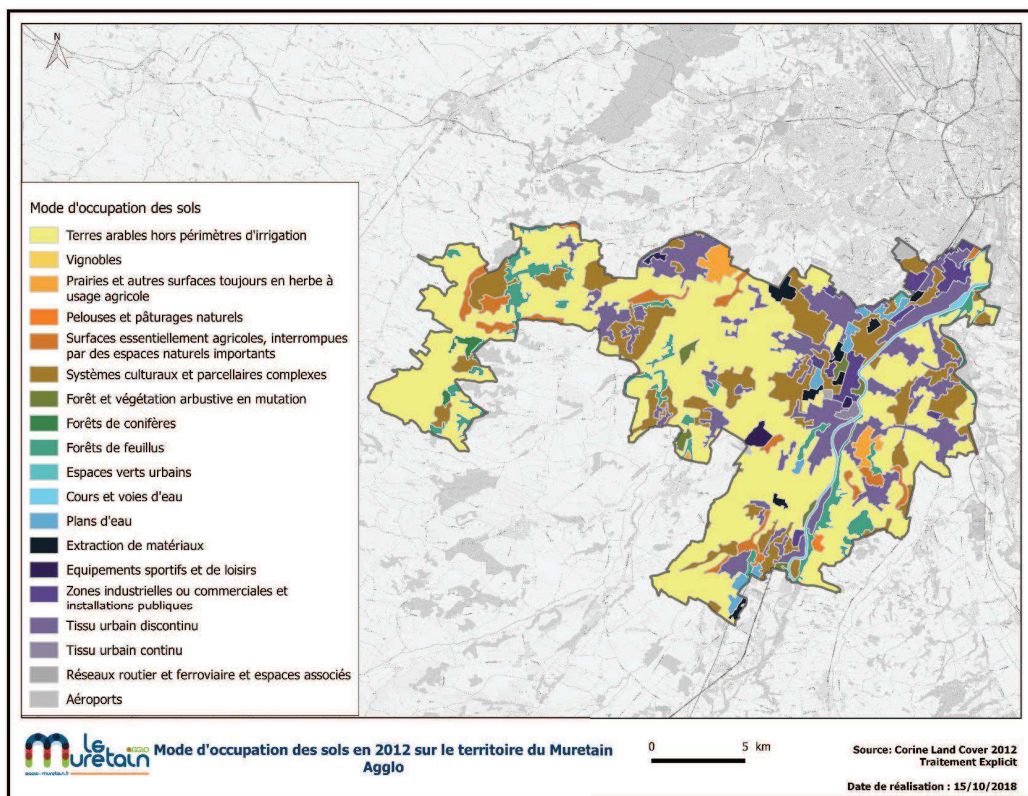 N
Mode d'occupation des sols
Terres arables hors périmètres d'irrigation
Vignobles
Prairies et autres surfaces toujours en herbe à
usage agricole
Pelouses et pâturages naturels
Surfaces essentiellement agricoles, interrompues
par des espaces naturels importants
Systèmes culturaux et parcellaires complexes
Forêt et végétation arbustive en mutation
Forêts de conifères
Forêts de feuillus
Espaces verts urbains
Cours et voies d'eau
Plans d'eau
Extraction de matériaux
Equipements sportifs et de loisirs
Zones industrielles ou commerciales et
installations publiques
Tissu urbain discontinu
Tissu urbain continu
Réseaux routier et ferroviaire et espaces associés
Aéroports
le
muretain
AGGLO
Mode d'occupation des sols en 2012 sur le territoire du Muretain
Agglo
0 5 km
Source: Corine Land Cover 2012
Traitement Explicit
Date de réalisation : 15/10/2018